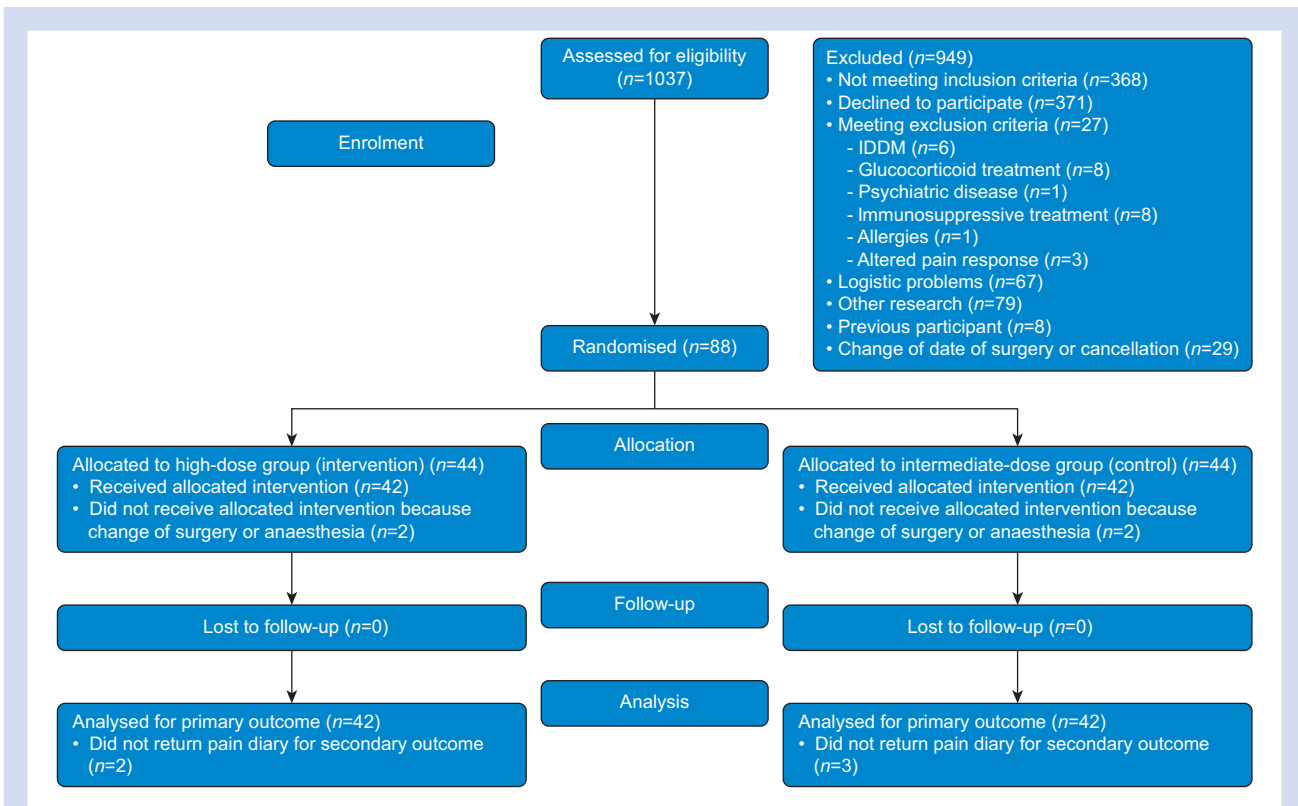 Assessed for eligibility
(n=1037)
Excluded (n=949)
• Not meeting inclusion criteria (n=368)
• Declined to participate (n=371)
• Meeting exclusion criteria (n=27)
- IDDM (n=6)
- Glucocorticoid treatment (n=8)
- Psychiatric disease (n=1)
- Immunosuppressive treatment (n=8)
- Allergies (n=1)
- Altered pain response (n=3)
• Logistic problems (n=67)
• Other research (n=79)
• Previous participant (n=8)
• Change of date of surgery or cancellation (n=29)
Enrolment
Randomised (n=88)
Allocation
Allocated to high-dose group (intervention) (n=44)
• Received allocated intervention (n=42)
• Did not receive allocated intervention because
change of surgery or anaesthesia (n=2)
Allocated to intermediate-dose group (control) (n=44)
• Received allocated intervention (n=42)
• Did not receive allocated intervention because
change of surgery or anaesthesia (n=2)
Follow-up
Lost to follow-up (n=0)
Lost to follow-up (n=0)
Analysis
Analysed for primary outcome (n=42)
• Did not return pain diary for secondary outcome
(n=2)
Analysed for primary outcome (n=42)
• Did not return pain diary for secondary outcome
(n=3)